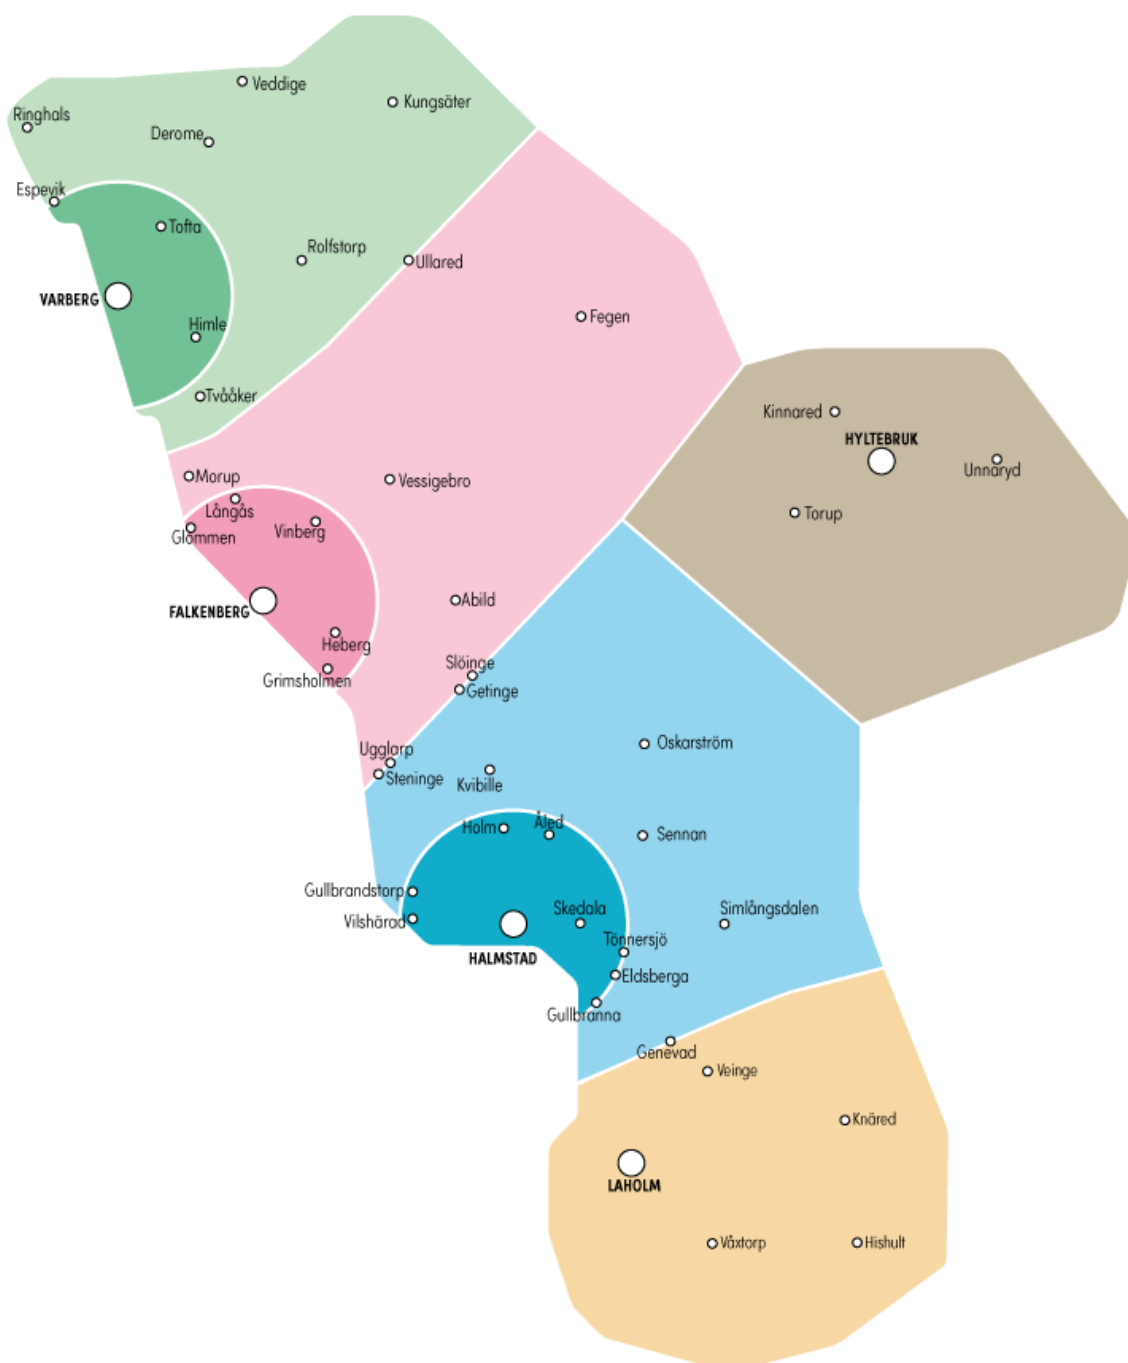 Veddige
Kungsäter
Ringhals
Derome
Espevik
Tofta
Rolfstorp
Ullared
VARBERG
Himle
Fegen
Tvååker
Kinnared
HYLTEBRUK
Unnaryd
Morup
Vessigebro
Långås
Torup
Vinberg
Glommen
FALKENBERG
Abild
Heberg
Grimsholmen
Slöinge
Getinge
Ugglarp
Steninge
Oskarström
Kvibille
Holm
Åled
Sennan
Gullbrandstorp
Vilshärad
Skedala
Simlångsdalen
Tönnersjö
HALMSTAD
Eldsberga
Gullbranna
Genevad
Veinge
Knäred
LAHOLM
Våxtorp
Hishult